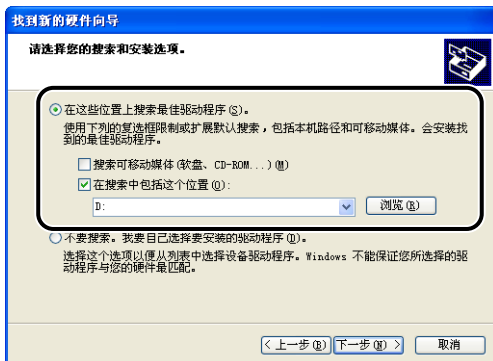 找到新的硬件向导
请选择您的搜索和安装选项。
在这些位置上搜索最佳驱动程序(S)。
使用下列的复选框限制或扩展默认搜索，包括本机路径和可移动媒体。会安装找
到的最佳驱动程序。
搜索可移动媒体(软盘、CD-ROM...)(M)
在搜索中包括这个位置(O):
D:
浏览(R)
不要搜索。我要自己选择要安装的驱动程序(D)。
选择这个选项以便从列表中选择设备驱动程序。Windows 不能保证您所选择的驱
动程序与您的硬件最匹配。
< 上一步(B) 下一步(N) > 取消